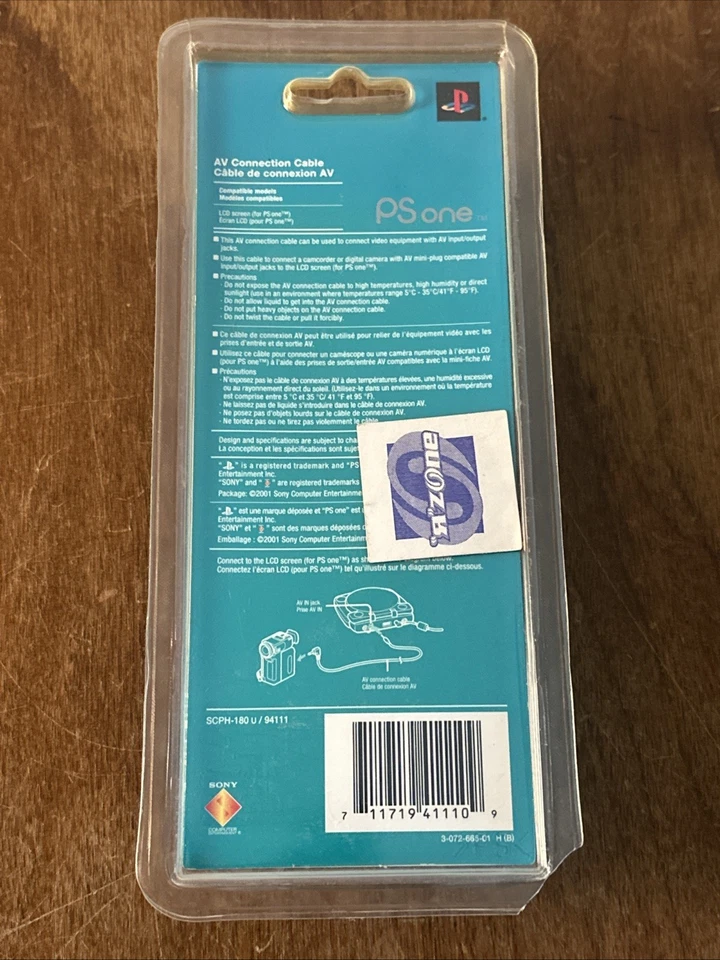 AV Connection Cable
Câble de connexion AV
Compatible models
Modèles compatibles
LCD screen (for PS one™)
Écran LCD (pour PS one™)
PS one™
■ This AV connection cable can be used to connect video equipment with AV input/output
jacks.
■ Use this cable to connect a camcorder or digital camera with AV mini-plug compatible AV
input/output jacks to the LCD screen (for PS one™).
■ Precautions
· Do not expose the AV connection cable to high temperatures, high humidity or direct
sunlight (use in an environment where temperatures range 5°C - 35°C/41°F - 95°F).
· Do not allow liquid to get into the AV connection cable.
· Do not put heavy objects on the AV connection cable.
· Do not twist the cable or pull it forcibly.
■ Ce câble de connexion AV peut être utilisé pour relier de l'équipement vidéo avec les
prises d'entrée et de sortie AV.
■ Utilisez ce câble pour connecter un caméscope ou une caméra numérique à l'écran LCD
(pour PS one™) à l'aide des prises de sortie/entrée AV compatibles avec la mini-fiche AV.
■ Précautions
· N'exposez pas le câble de connexion AV à des températures élevées, une humidité excessive
ou au rayonnement direct du soleil. (Utilisez-le dans un environnement où la température
est comprise entre 5 °C et 35 °C/ 41 °F et 95 °F).
· Ne laissez pas de liquide s'introduire dans le câble de connexion AV.
· Ne posez pas d'objets lourds sur le câble de connexion AV.
· Ne tordez pas ou ne tirez pas violemment le câble.
Design and specifications are subject to
La conception et les spécifications sont
" " is a registered trademark and "PS
Entertainment Inc.
"SONY" and " " are registered trademarks
Package: ©2001 Sony Computer Entertainment
" " est une marque déposée et "PS one" est
Entertainment Inc.
"SONY" et " " sont des marques déposées
Emballage : ©2001 Sony Computer Entertainment
"R"ZONE
Connect to the LCD screen (for PS one™) as below.
Connectez l'écran LCD (pour PS one™) tel qu'illustré sur le diagramme ci-dessous.
AV IN jack
Prise AV IN
AV connection cable
Câble de connexion AV
SCPH-180 U / 94111
7 11719 41110 9
SONY
COMPUTER
ENTERTAINMENT
3-072-665-01 H (B)